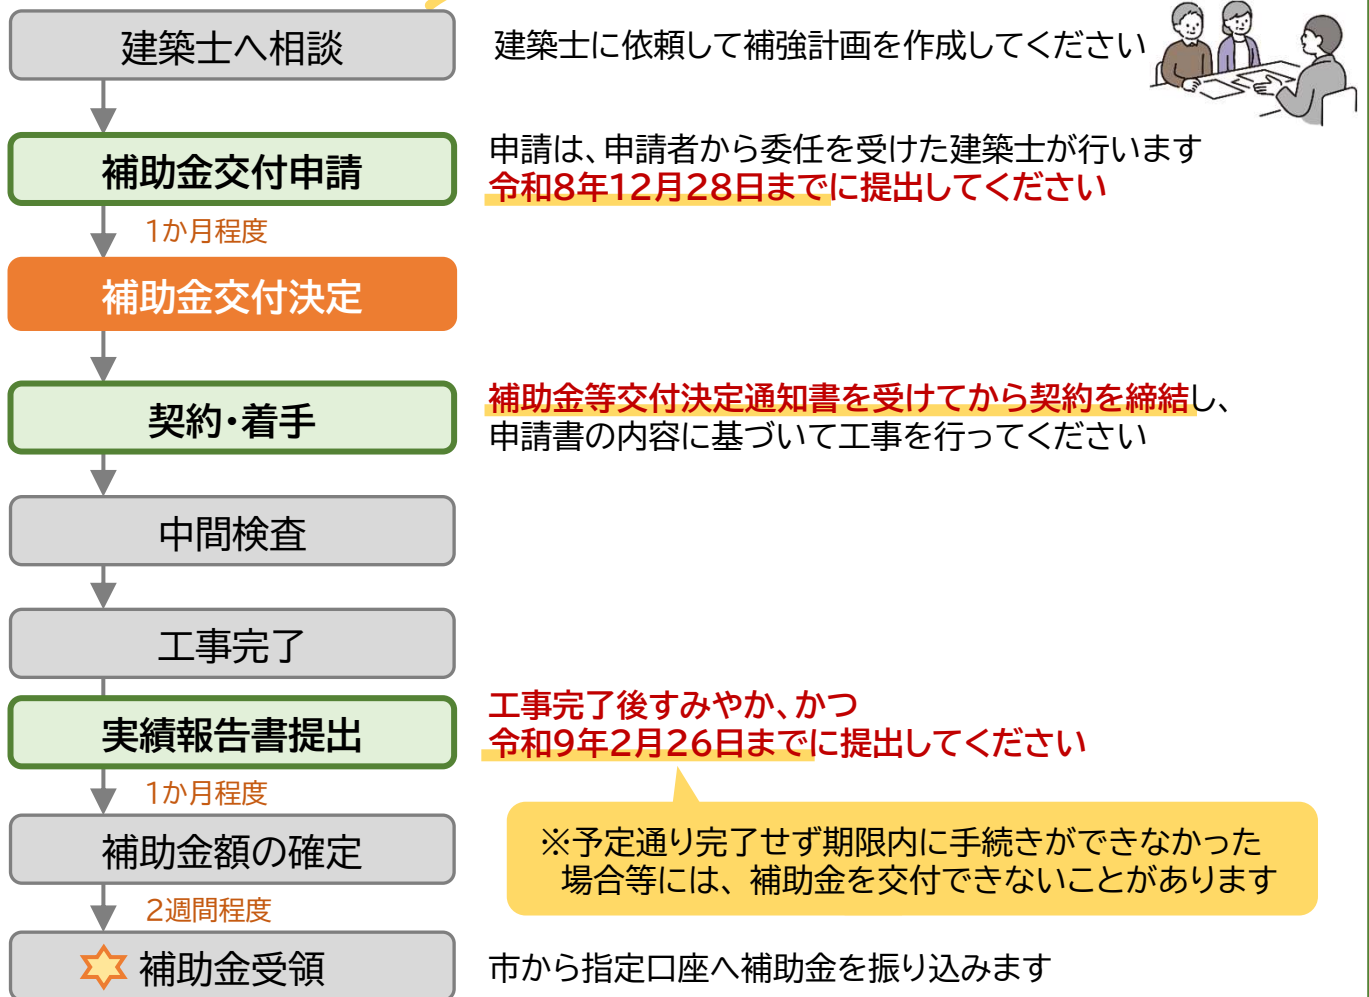 建築士へ相談
建築士に依頼して補強計画を作成してください
補助金交付申請
申請は、申請者から委任を受けた建築士が行います
令和8年12月28日までに提出してください
1か月程度
補助金交付決定
契約・着手
補助金等交付決定通知書を受けてから契約を締結し、
申請書の内容に基づいて工事を行ってください
中間検査
工事完了
実績報告書提出
工事完了後すみやか、かつ
令和9年2月26日までに提出してください
1か月程度
※予定通り完了せず期限内に手続きができなかった
場合等には、補助金を交付できないことがあります
補助金額の確定
2週間程度
補助金受領
市から指定口座へ補助金を振り込みます